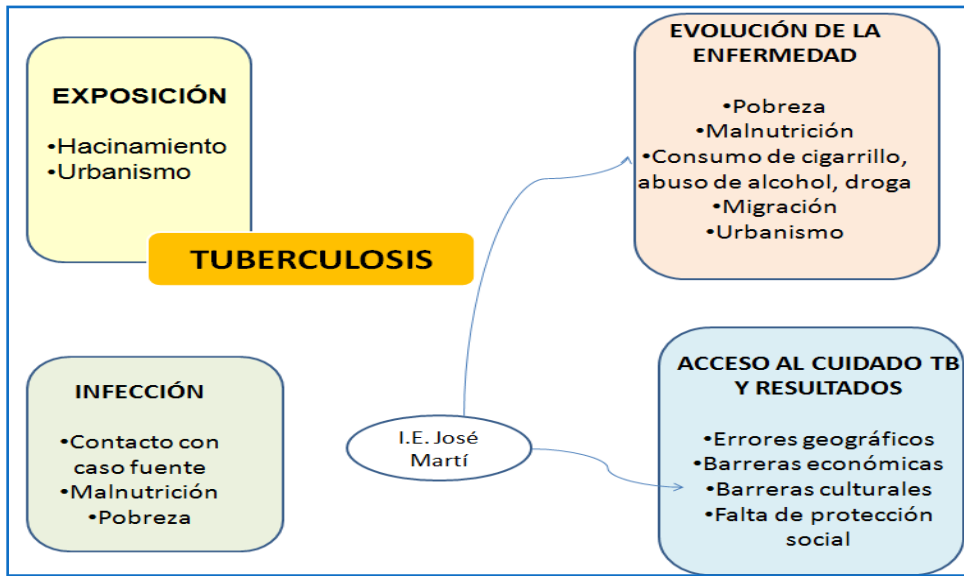 EXPOSICIÓN
•Hacinamiento
•Urbanismo
TUBERCULOSIS
EVOLUCIÓN DE LA
ENFERMEDAD
•Pobreza
•Malnutrición
•Consumo de cigarrillo,
abuso de alcohol, droga
•Migración
•Urbanismo
INFECCIÓN
•Contacto con
caso fuente
•Malnutrición
•Pobreza
I.E. José
Martí
ACCESO AL CUIDADO TB
Y RESULTADOS
•Errores geográficos
•Barreras económicas
•Barreras culturales
•Falta de protección
social